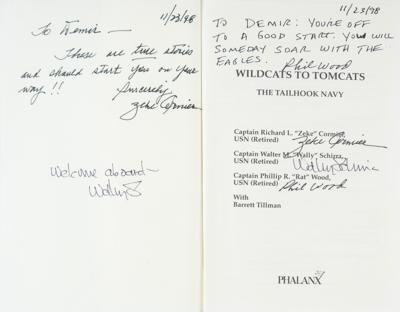 11/23/98
To Demir —
These are true stories
and should start you on your
way!!
Sincerely,
Zeke Cormier
Welcome aboard~
Wally S
11/23/98
TO DEMIR: YOU'RE OFF
TO A GOOD START. YOU WILL
SOMEDAY SOAR WITH THE
EAGLES. Phil Wood
WILDCATS TO TOMCATS
THE TAILHOOK NAVY
Captain Richard L. "Zeke" Cormier,
USN (Retired)
Zeke Cormier
Captain Walter M. "Wally" Schirra,
USN (Retired)
Wally Schirra
Captain Phillip R. "Rat" Wood,
USN (Retired)
Phil Wood
With
Barrett Tillman
PHALANX